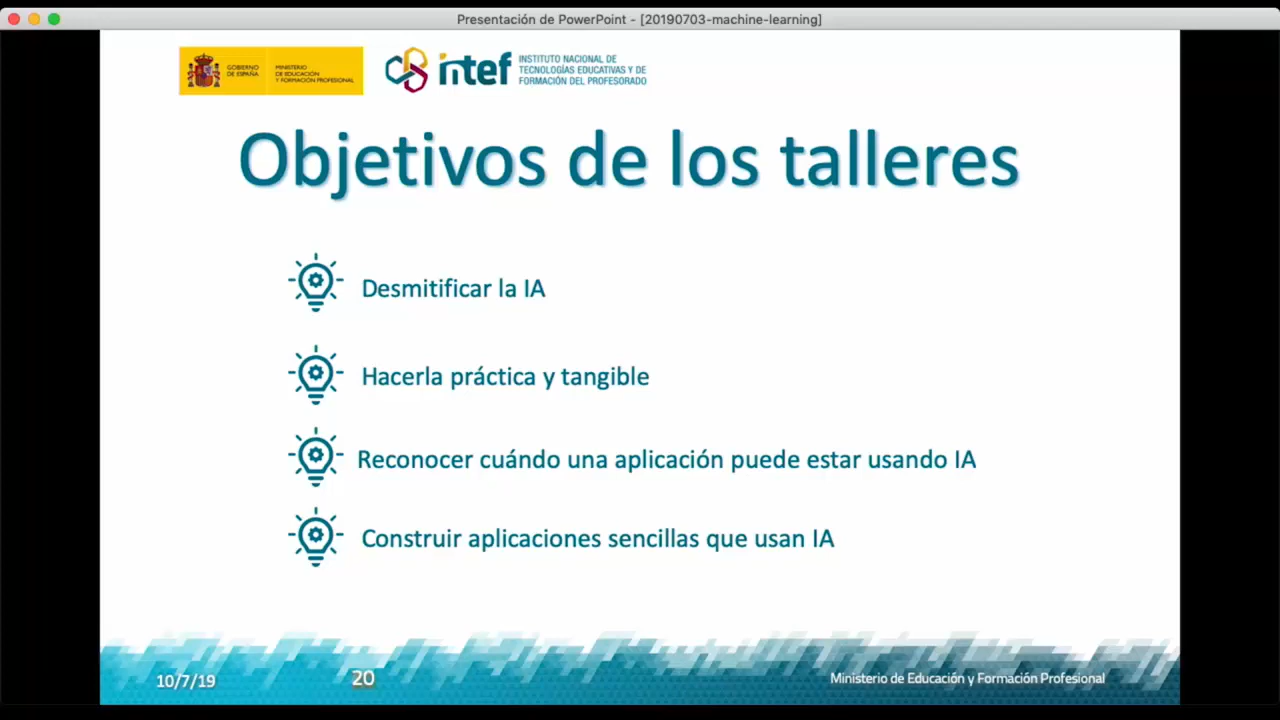 Presentación de PowerPoint - [20190703-machine-learning]
GOBIERNO
DE ESPAÑA
MINISTERIO
DE EDUCACIÓN
Y FORMACIÓN PROFESIONAL
intef
INSTITUTO NACIONAL DE
TECNOLOGÍAS EDUCATIVAS Y DE
FORMACIÓN DEL PROFESORADO
Objetivos de los talleres
Desmitificar la IA
Hacerla práctica y tangible
Reconocer cuándo una aplicación puede estar usando IA
Construir aplicaciones sencillas que usan IA
10/7/19
20
Ministerio de Educación y Formación Profesional